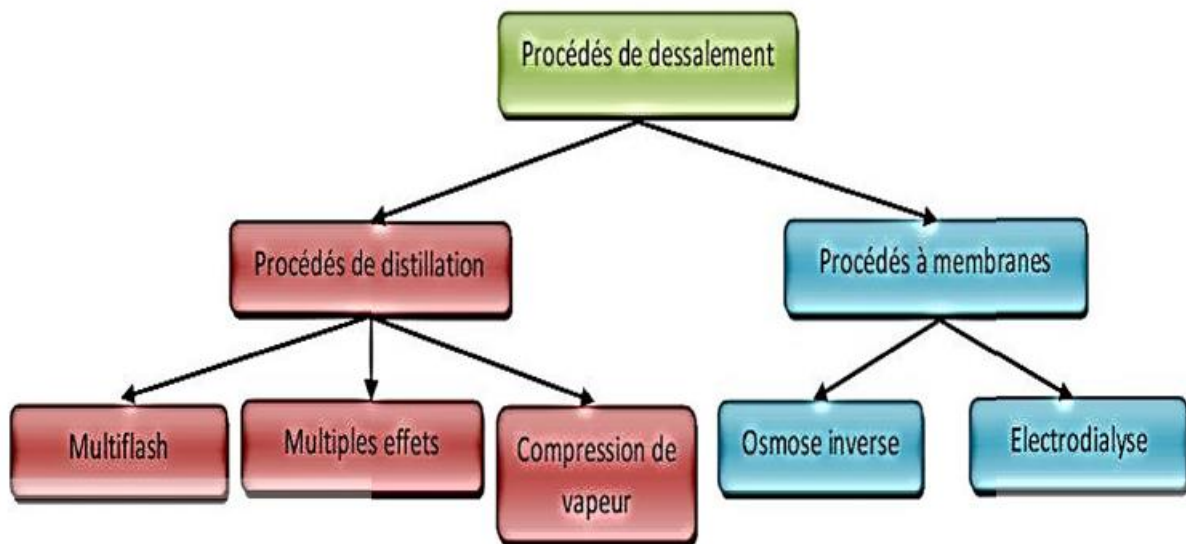 Procédés de dessalement
Procédés de distillation
Procédés à membranes
Multiflash
Multiples effets
Compression de
vapeur
Osmose inverse
Electrodialyse